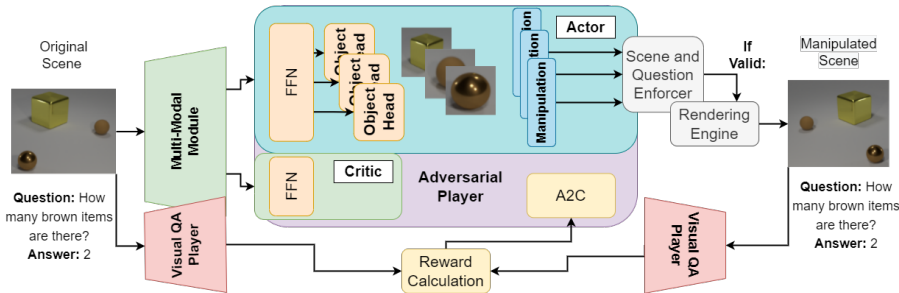 Original
Scene
Question: How
many brown items
are there?
Answer: 2
Multi-Modal
Module
Visual QA
Player
FFN
Object
Head
Manipulation
Actor
FFN
Critic
Adversarial
Player
A2C
Reward
Calculation
Scene and
Question
Enforcer
If
Valid:
Rendering
Engine
Visual QA
Player
Manipulated
Scene
Question: How
many brown items
are there?
Answer: 2